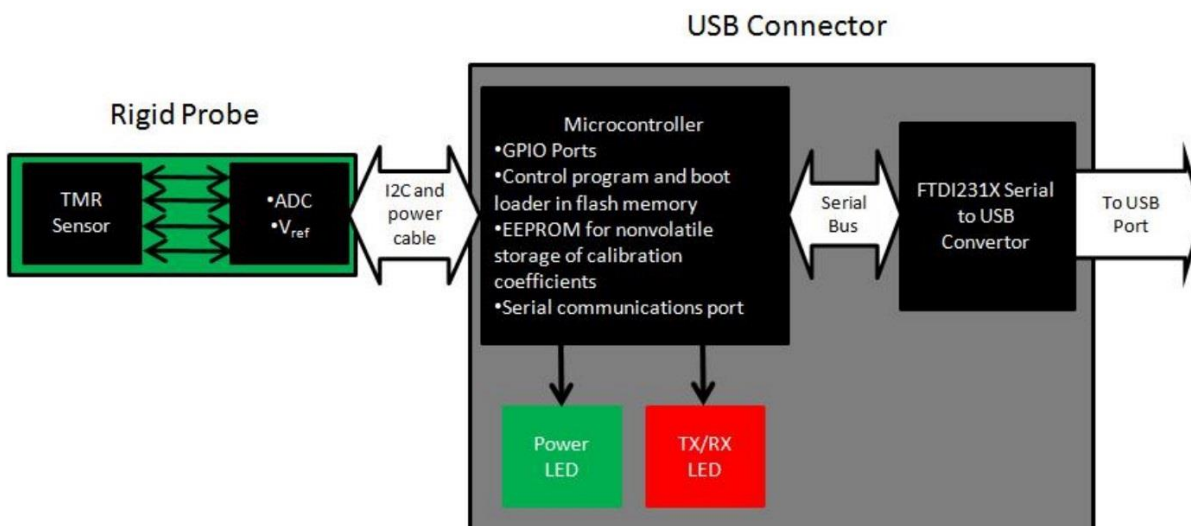 USB Connector
Rigid Probe
TMR
Sensor
•ADC
•Vref
I2C and
power
cable
Microcontroller
•GPIO Ports
•Control program and boot
loader in flash memory
•EEPROM for nonvolatile
storage of calibration
coefficients
•Serial communications port
Serial
Bus
FTDI231X Serial
to USB
Convertor
To USB
Port
Power
LED
TX/RX
LED